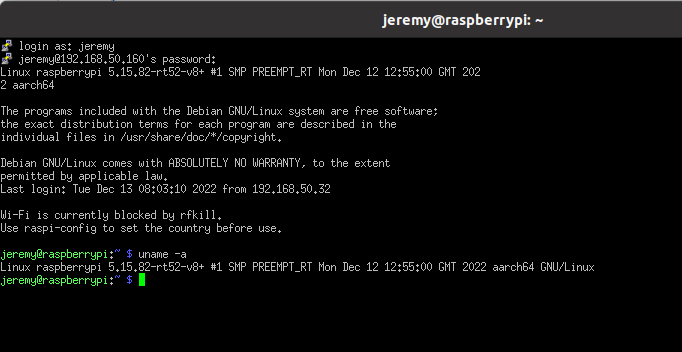 jeremy@raspberrypi: ~
login as: jeremy
jeremy@192.168.50.160's password:
Linux raspberrypi 5.15.82-rt52-v8+ #1 SMP PREEMPT_RT Mon Dec 12 12:55:00 GMT 202
2 aarch64
The programs included with the Debian GNU/Linux system are free software;
the exact distribution terms for each program are described in the
individual files in /usr/share/doc/*/copyright.
Debian GNU/Linux comes with ABSOLUTELY NO WARRANTY, to the extent
permitted by applicable law.
Last login: Tue Dec 13 08:03:10 2022 from 192.168.50.32
Wi-Fi is currently blocked by rfkill.
Use raspi-config to set the country before use.
jeremy@raspberrypi:~ $ uname -a
Linux raspberrypi 5.15.82-rt52-v8+ #1 SMP PREEMPT_RT Mon Dec 12 12:55:00 GMT 2022 aarch64 GNU/Linux
jeremy@raspberrypi:~ $